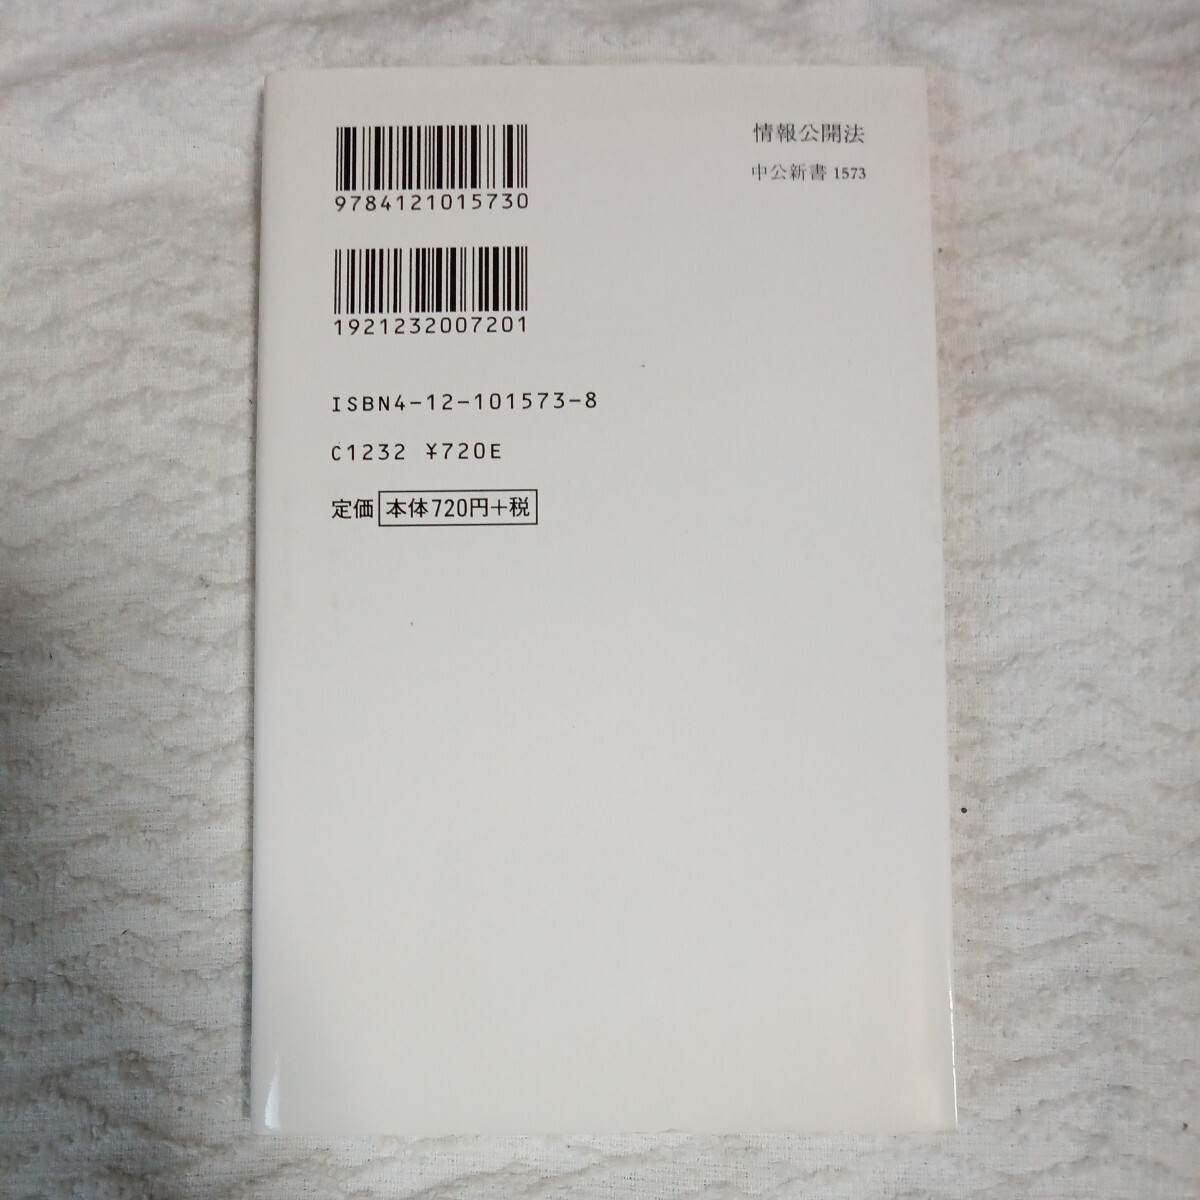 情報公開法
中公新書 1573
9784121015730
1921232007201
ISBN4-12-101573-8
C1232 ¥720E
定価 本体720円+税